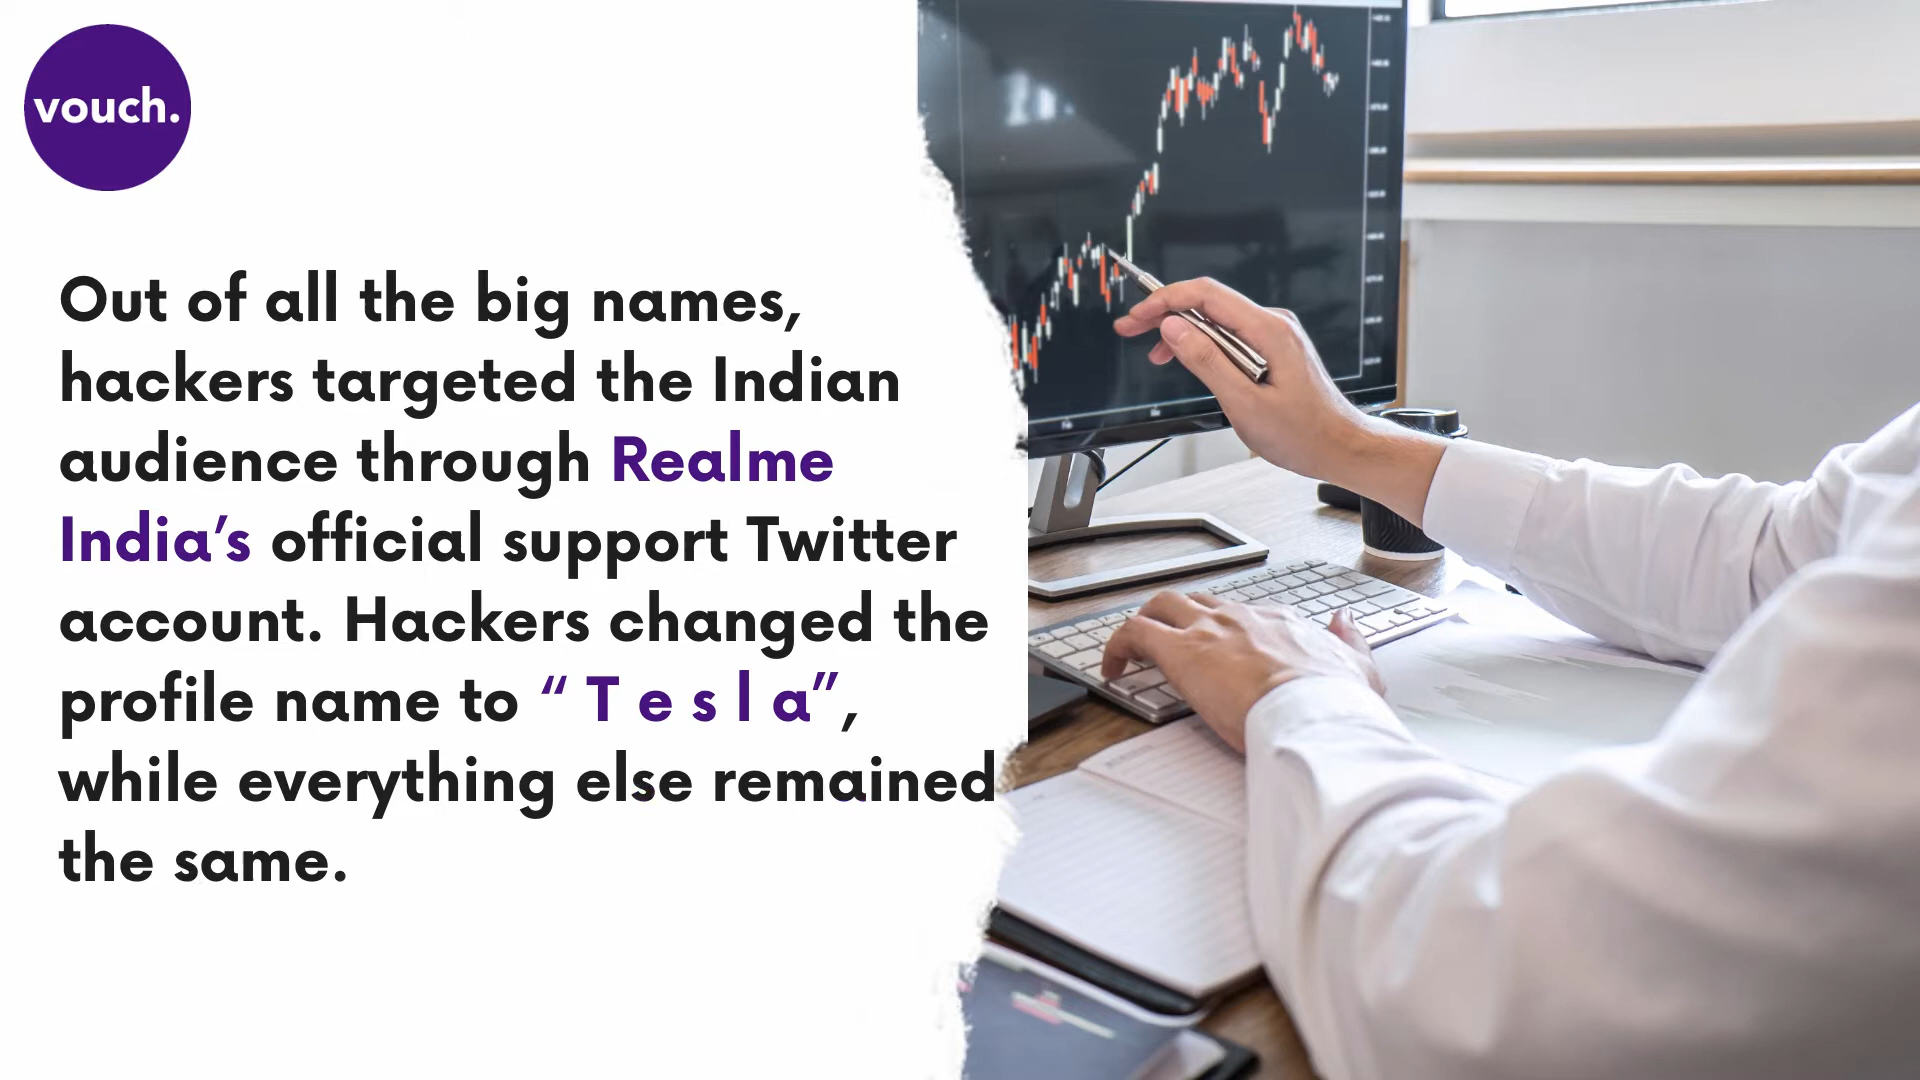 vouch.
Out of all the big names,
hackers targeted the Indian
audience through Realme
India’s official support Twitter
account. Hackers changed the
profile name to “ T e s l a”,
while everything else remained
the same.